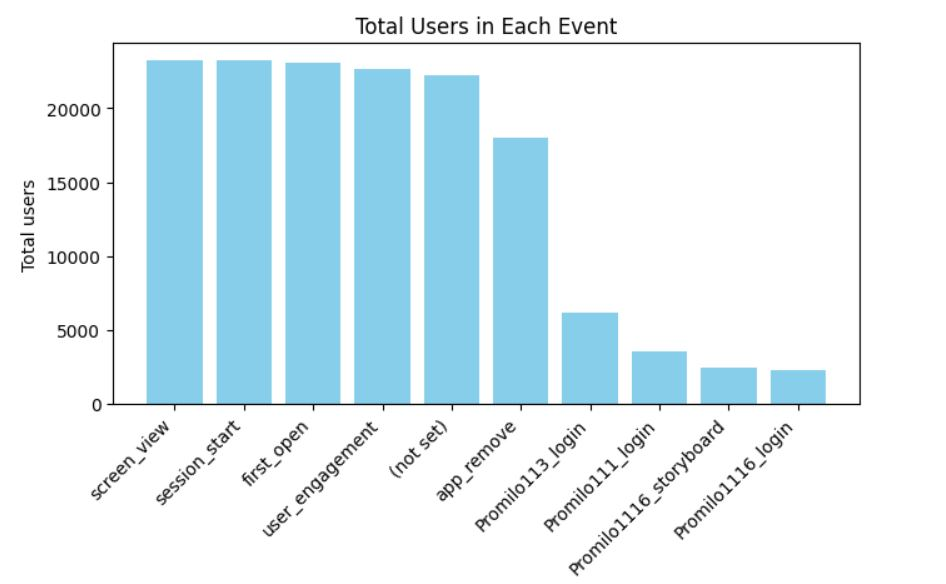 Total Users in Each Event
Total users
20000
15000
10000
5000
0
screen_view
session_start
first_open
user_engagement
(not set)
app_remove
Promilo113_login
Promilo111_login
Promilo1116_storyboard
Promilo1116_login